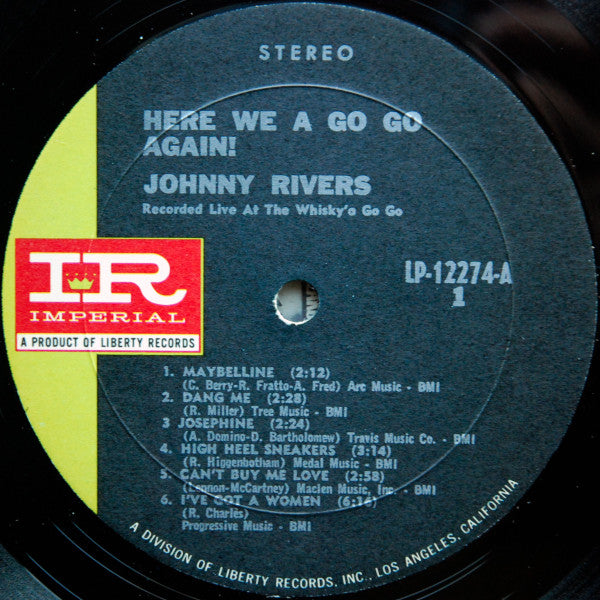 STEREO
HERE WE A GO GO
AGAIN!
JOHNNY RIVERS
Recorded Live At The Whisky'a Go Go
LP-12274-A
1
IR
IMPERIAL
A PRODUCT OF LIBERTY RECORDS
1. MAYBELLINE (2:12)
(C. Berry-R. Fratto-A. Fred) Arc Music - BMI
2. DANG ME (2:28)
(R. Miller) Tree Music - BMI
3 JOSEPHINE (2:24)
(A. Domino-D. Bartholomew) Travis Music Co. - BMI
4. HIGH HEEL SNEAKERS (3:14)
(R. Higgenbotham) Medal Music - BMI
5. CAN'T BUY ME LOVE (2:58)
(Lennon-McCartney) Maclen Music, Inc. - BMI
6. I'VE GOT A WOMEN (6:16)
(R. Charles)
Progressive Music - BMI
A DIVISION OF LIBERTY RECORDS, INC., LOS ANGELES, CALIFORNIA